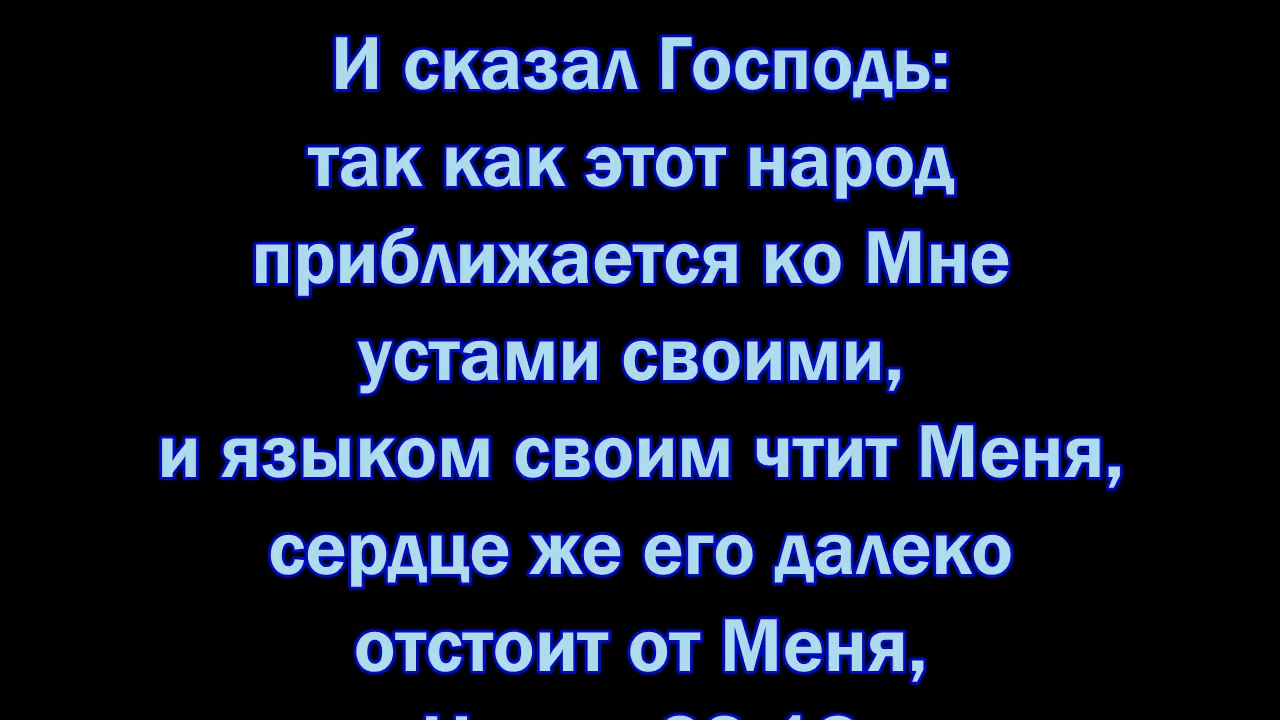 И сказал Господь:
так как этот народ
приближается ко Мне
устами своими,
и языком своим чтит Меня,
сердце же его далеко
отстоит от Меня,